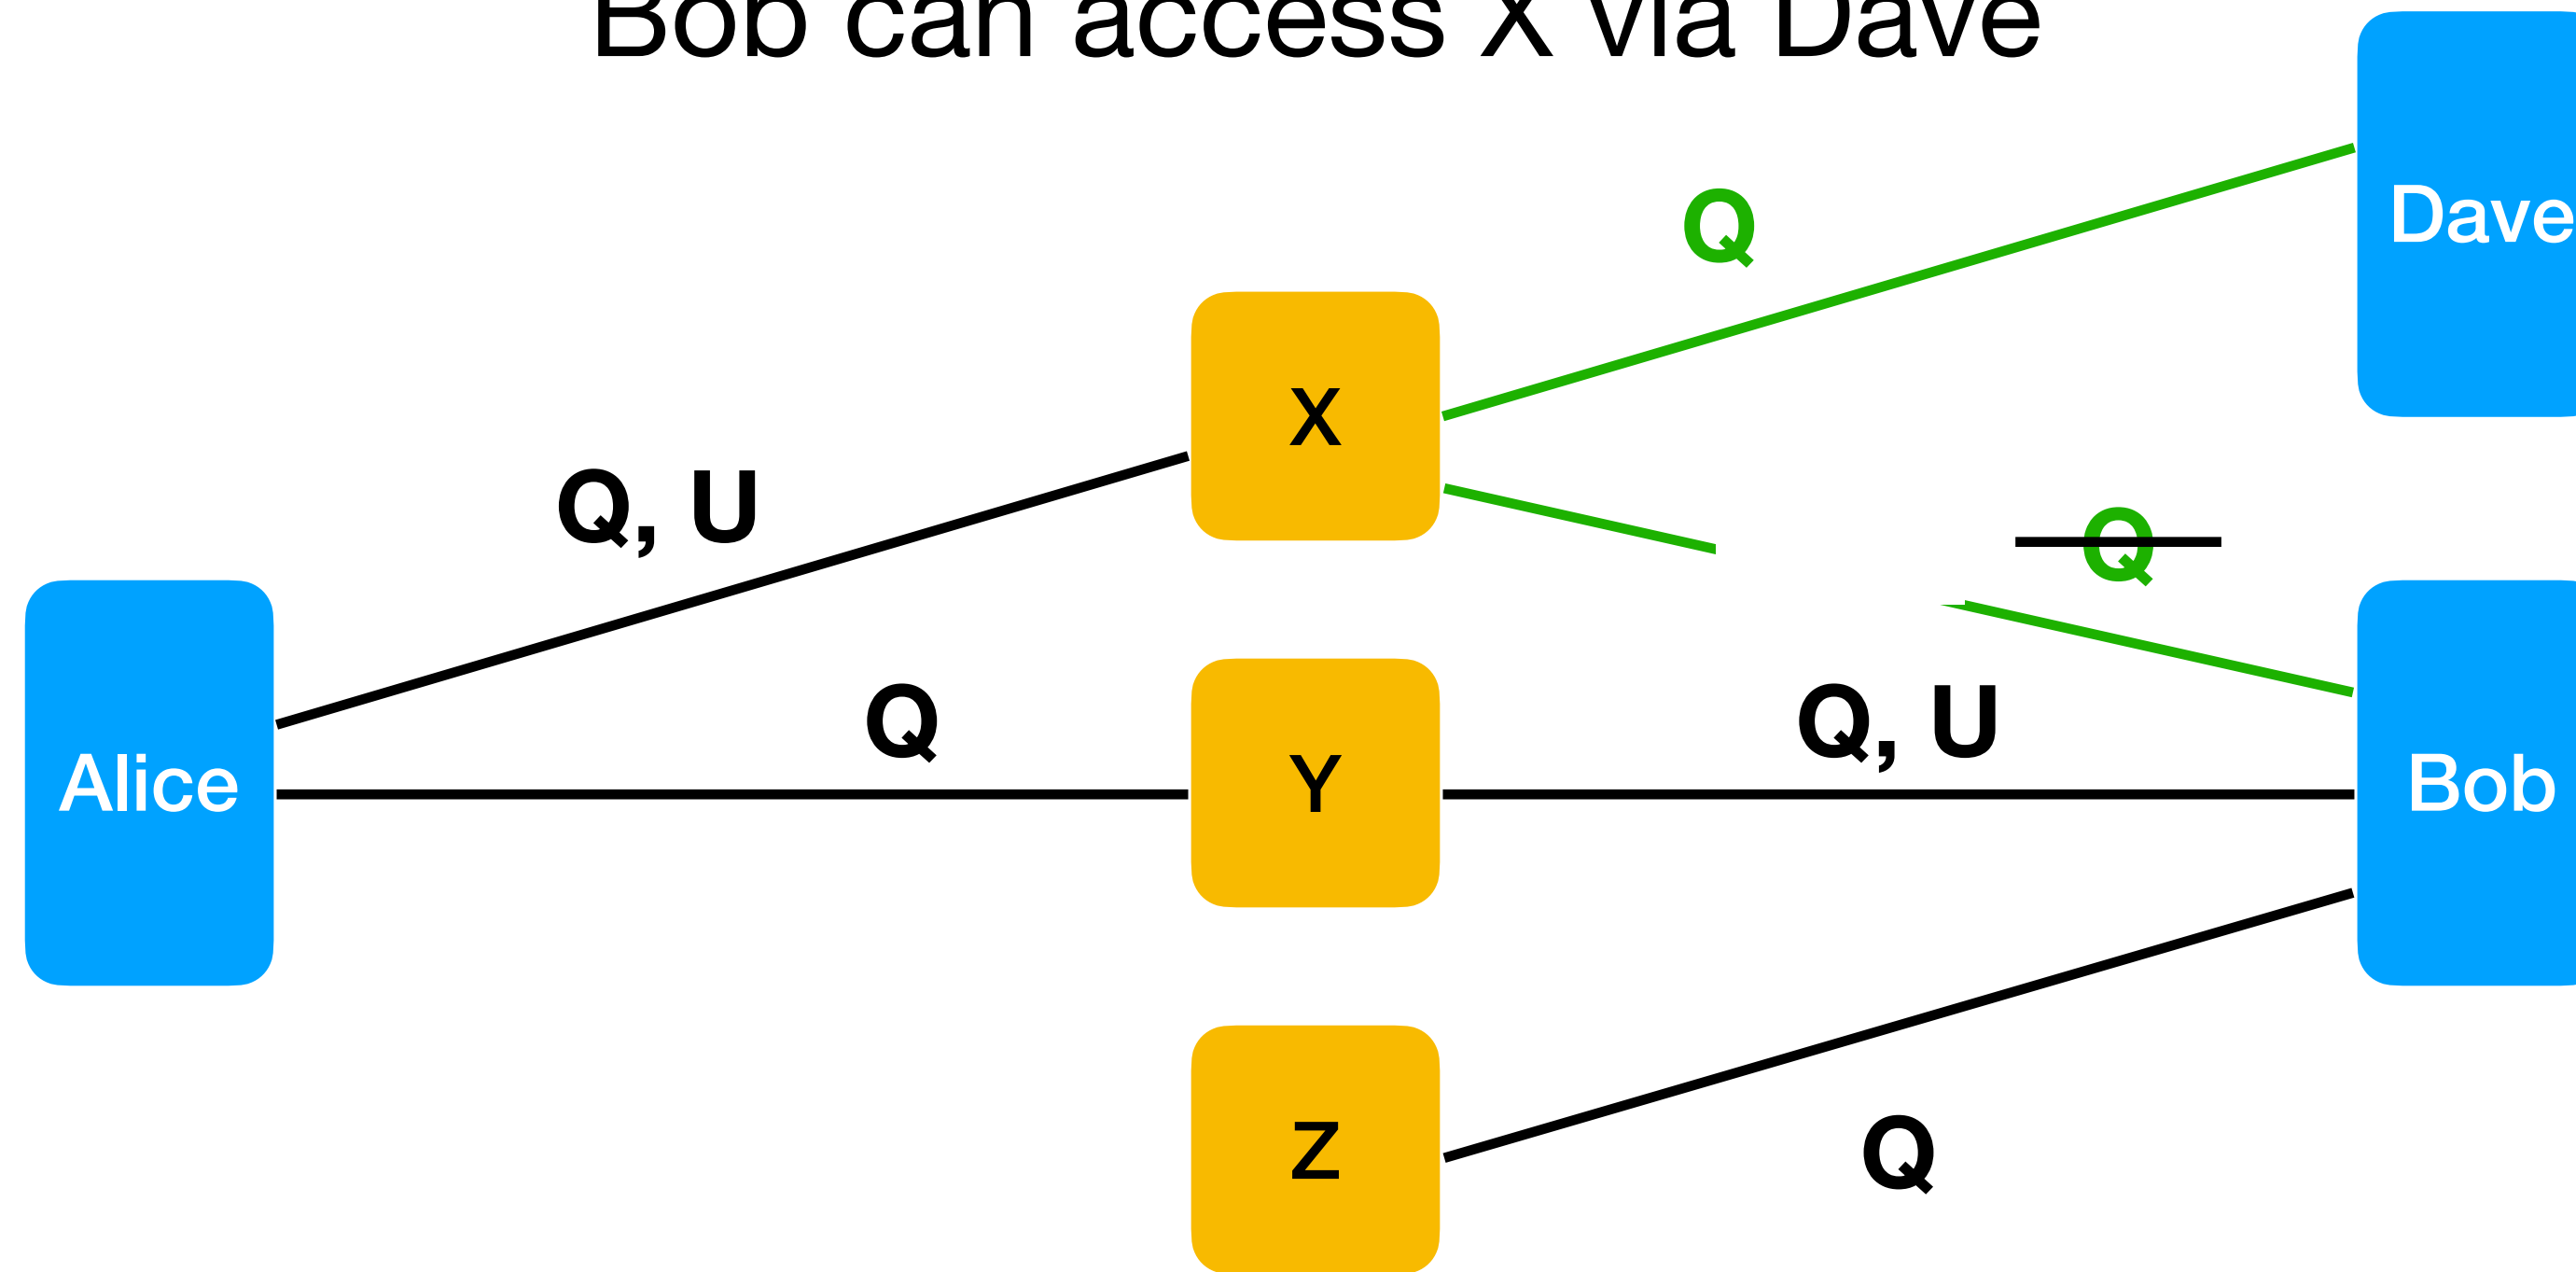 Bob can access X via Dave
Dave
Q
X
Q, U
Q
Q
Q, U
Alice
Y
Bob
Z
Q